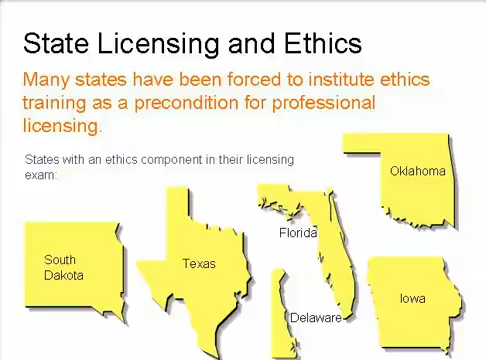 State Licensing and Ethics
Many states have been forced to institute ethics
training as a precondition for professional
licensing.
States with an ethics component in their licensing
exam:
Oklahoma
Florida
South
Dakota
Texas
Iowa
Delaware